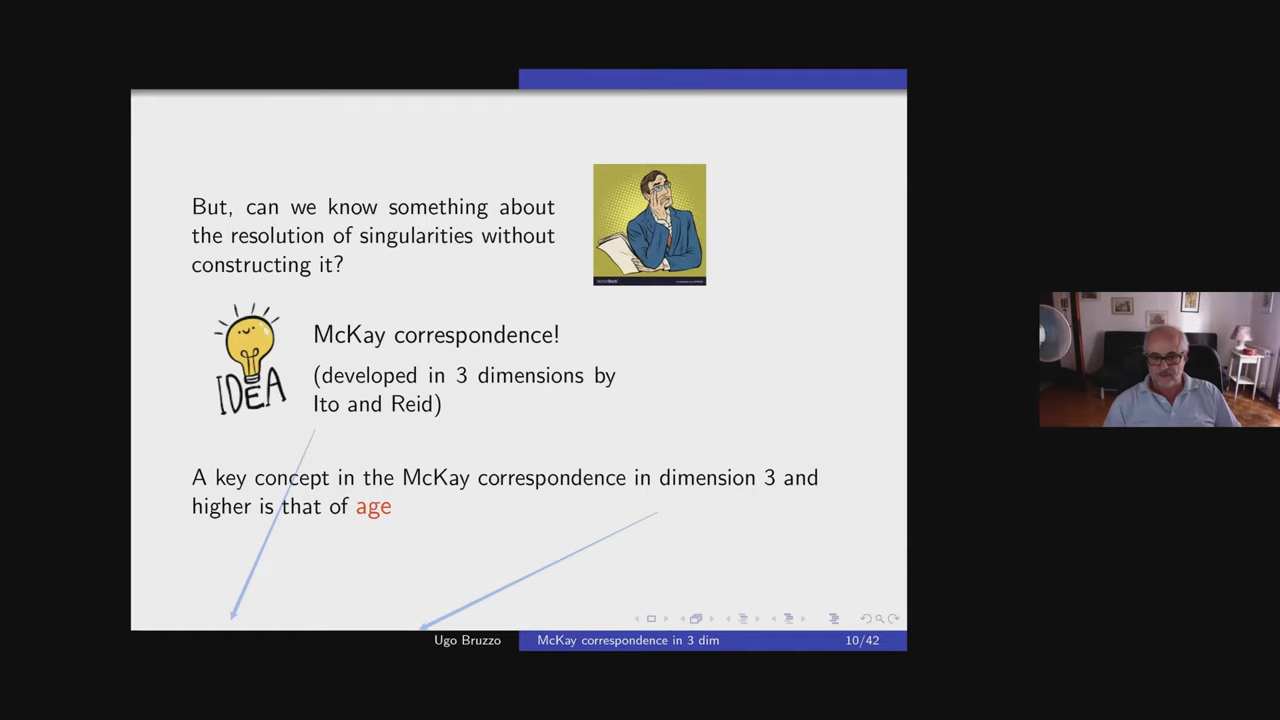 But, can we know something about
the resolution of singularities without
constructing it?
IDEA
McKay correspondence!
(developed in 3 dimensions by
Ito and Reid)
A key concept in the McKay correspondence in dimension 3 and
higher is that of age
Ugo Bruzzo
McKay correspondence in 3 dim
10/42